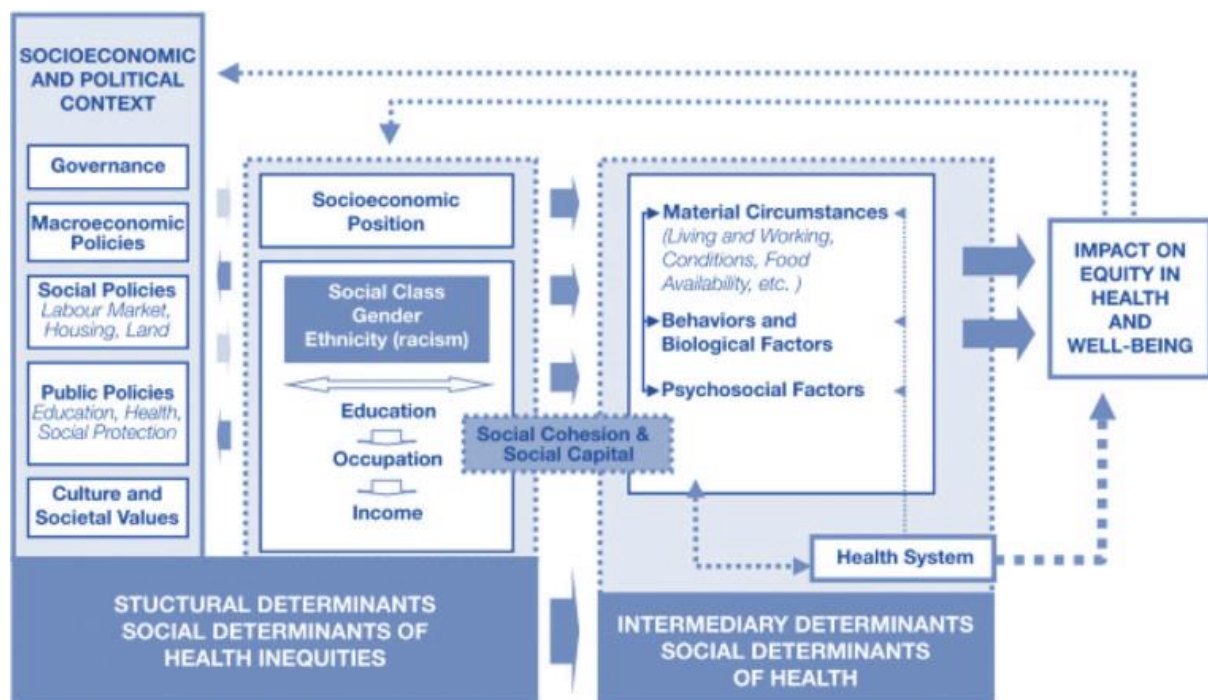 SOCIOECONOMIC
AND POLITICAL
CONTEXT
Governance
Macroeconomic
Policies
Social Policies
Labour Market,
Housing, Land
Public Policies
Education, Health,
Social Protection
Culture and
Societal Values
Socioeconomic
Position
Social Class
Gender
Ethnicity (racism)
Education
Occupation
Income
Social Cohesion &
Social Capital
Material Circumstances
(Living and Working,
Conditions, Food
Availability, etc. )
Behaviors and
Biological Factors
Psychosocial Factors
Health System
IMPACT ON
EQUITY IN
HEALTH
AND
WELL-BEING
STUCTURAL DETERMINANTS
SOCIAL DETERMINANTS OF
HEALTH INEQUITIES
INTERMEDIARY DETERMINANTS
SOCIAL DETERMINANTS
OF HEALTH